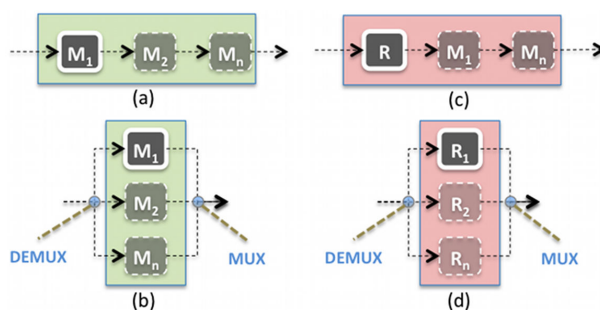 M1 M2 Mn
(a)
R M1 Mn
(c)
M1
M2
Mn
DEMUX MUX
(b)
R1
R2
Rn
DEMUX MUX
(d)